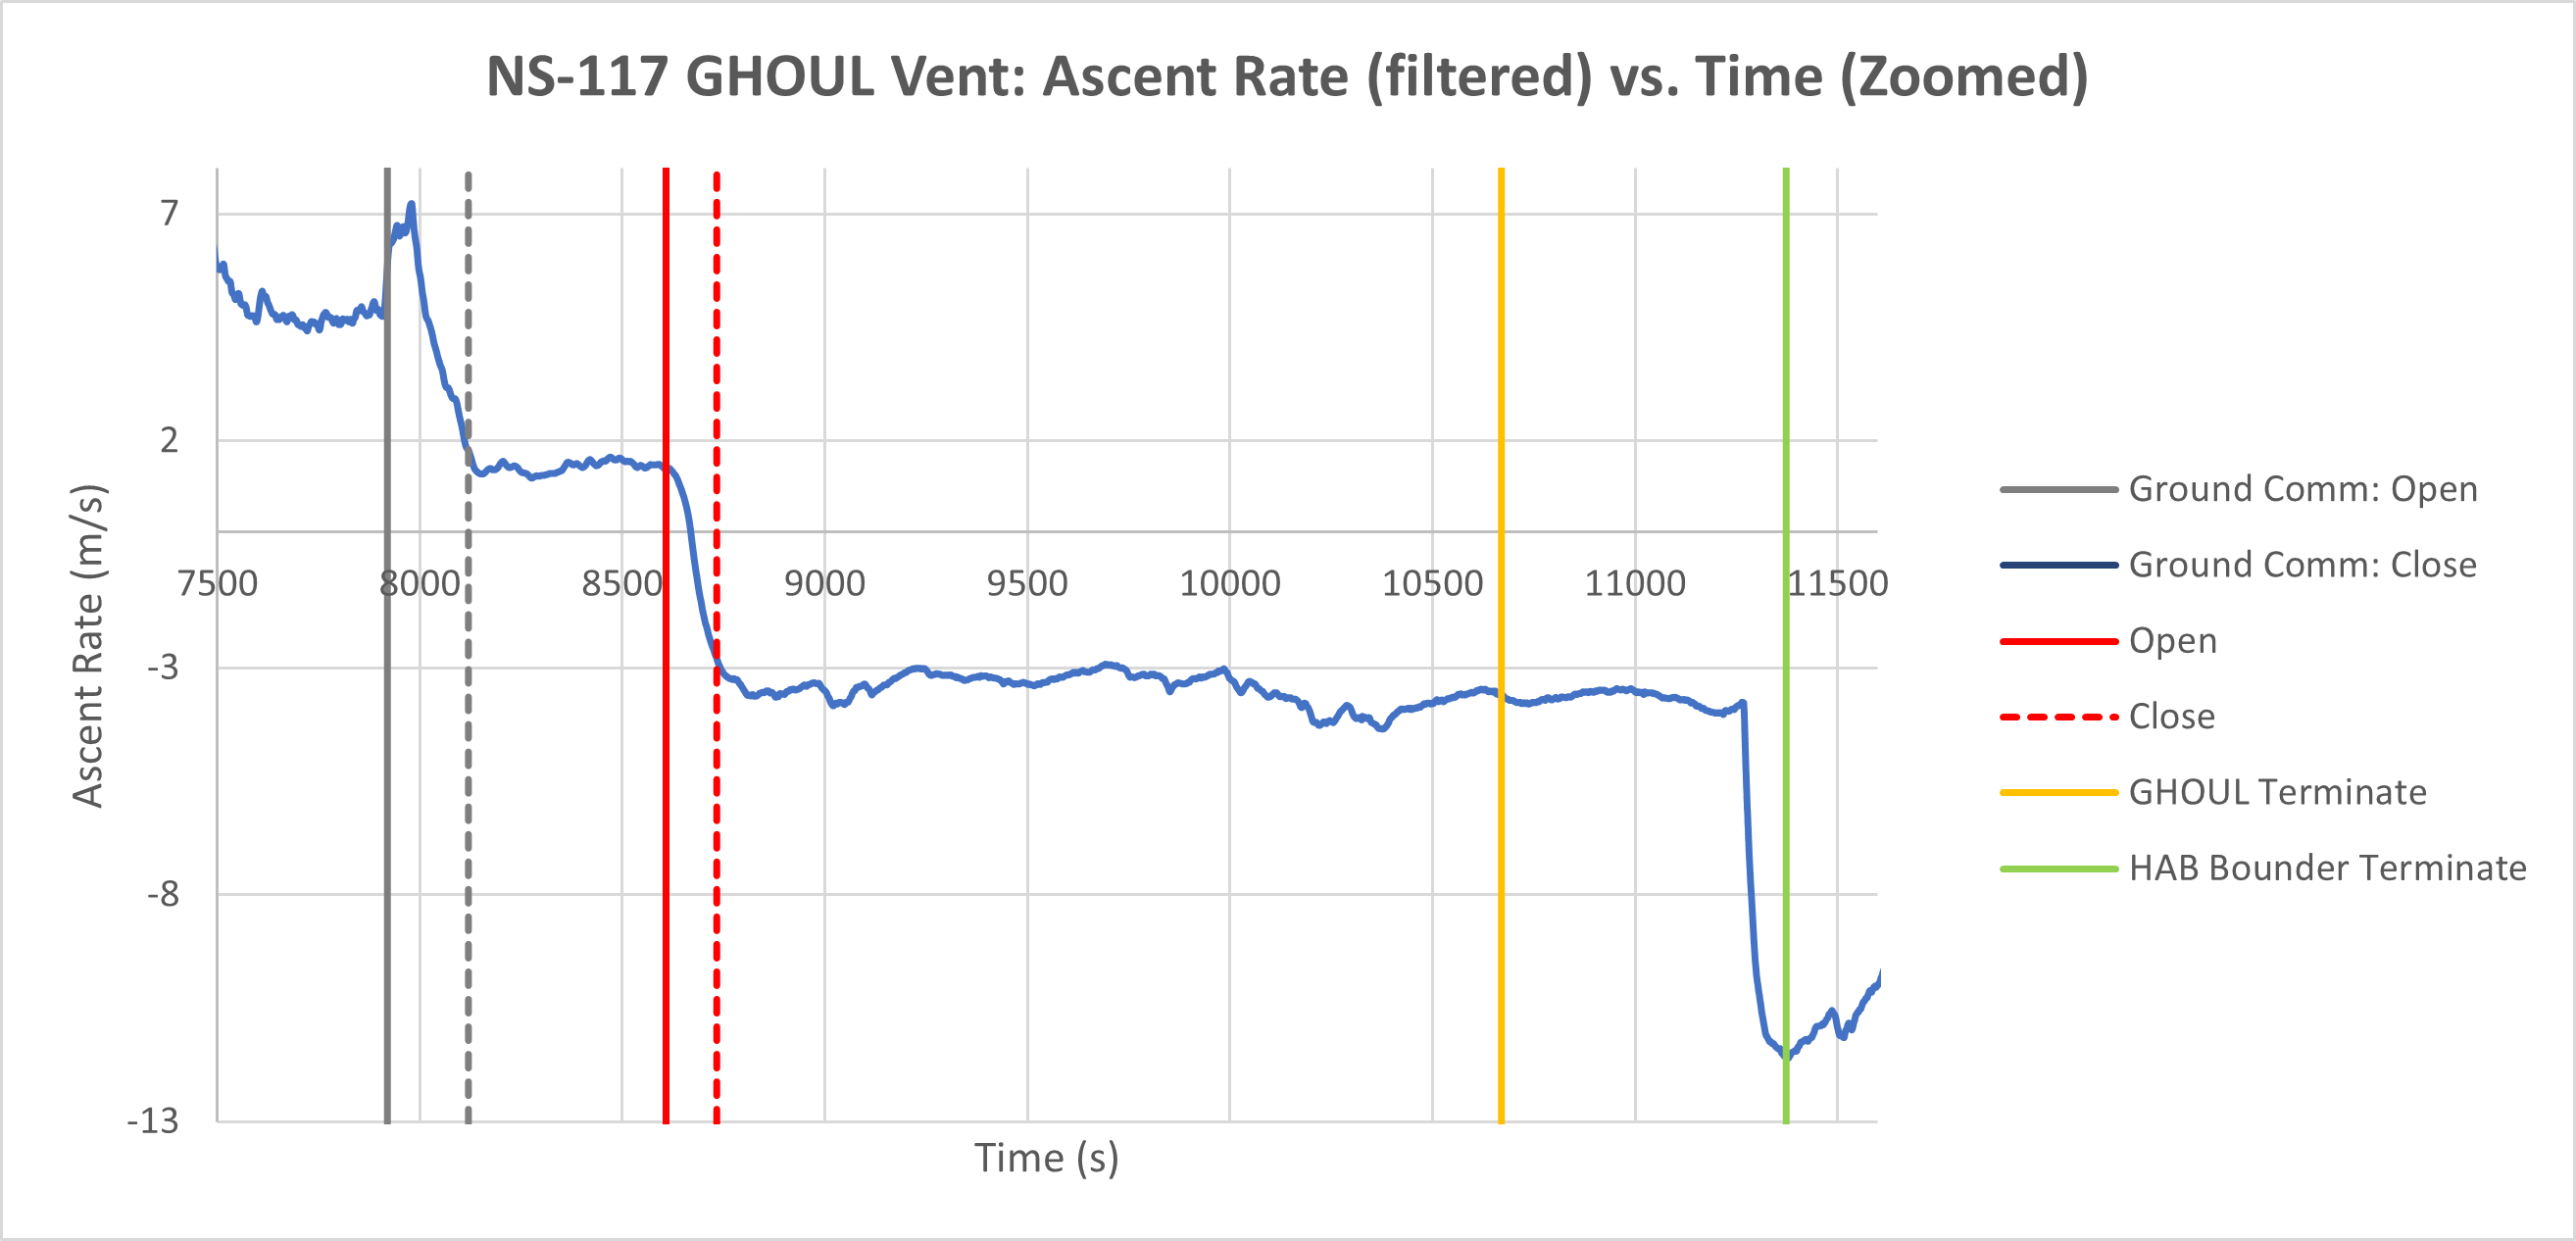 NS-117 GHOUL Vent: Ascent Rate (filtered) vs. Time (Zoomed)
7
2
-3
-8
-13
Ascent Rate (m/s)
7500 8000 8500 9000 9500 10000 10500 11000 11500
Time (s)
Ground Comm: Open
Ground Comm: Close
Open
Close
GHOUL Terminate
HAB Bounder Terminate